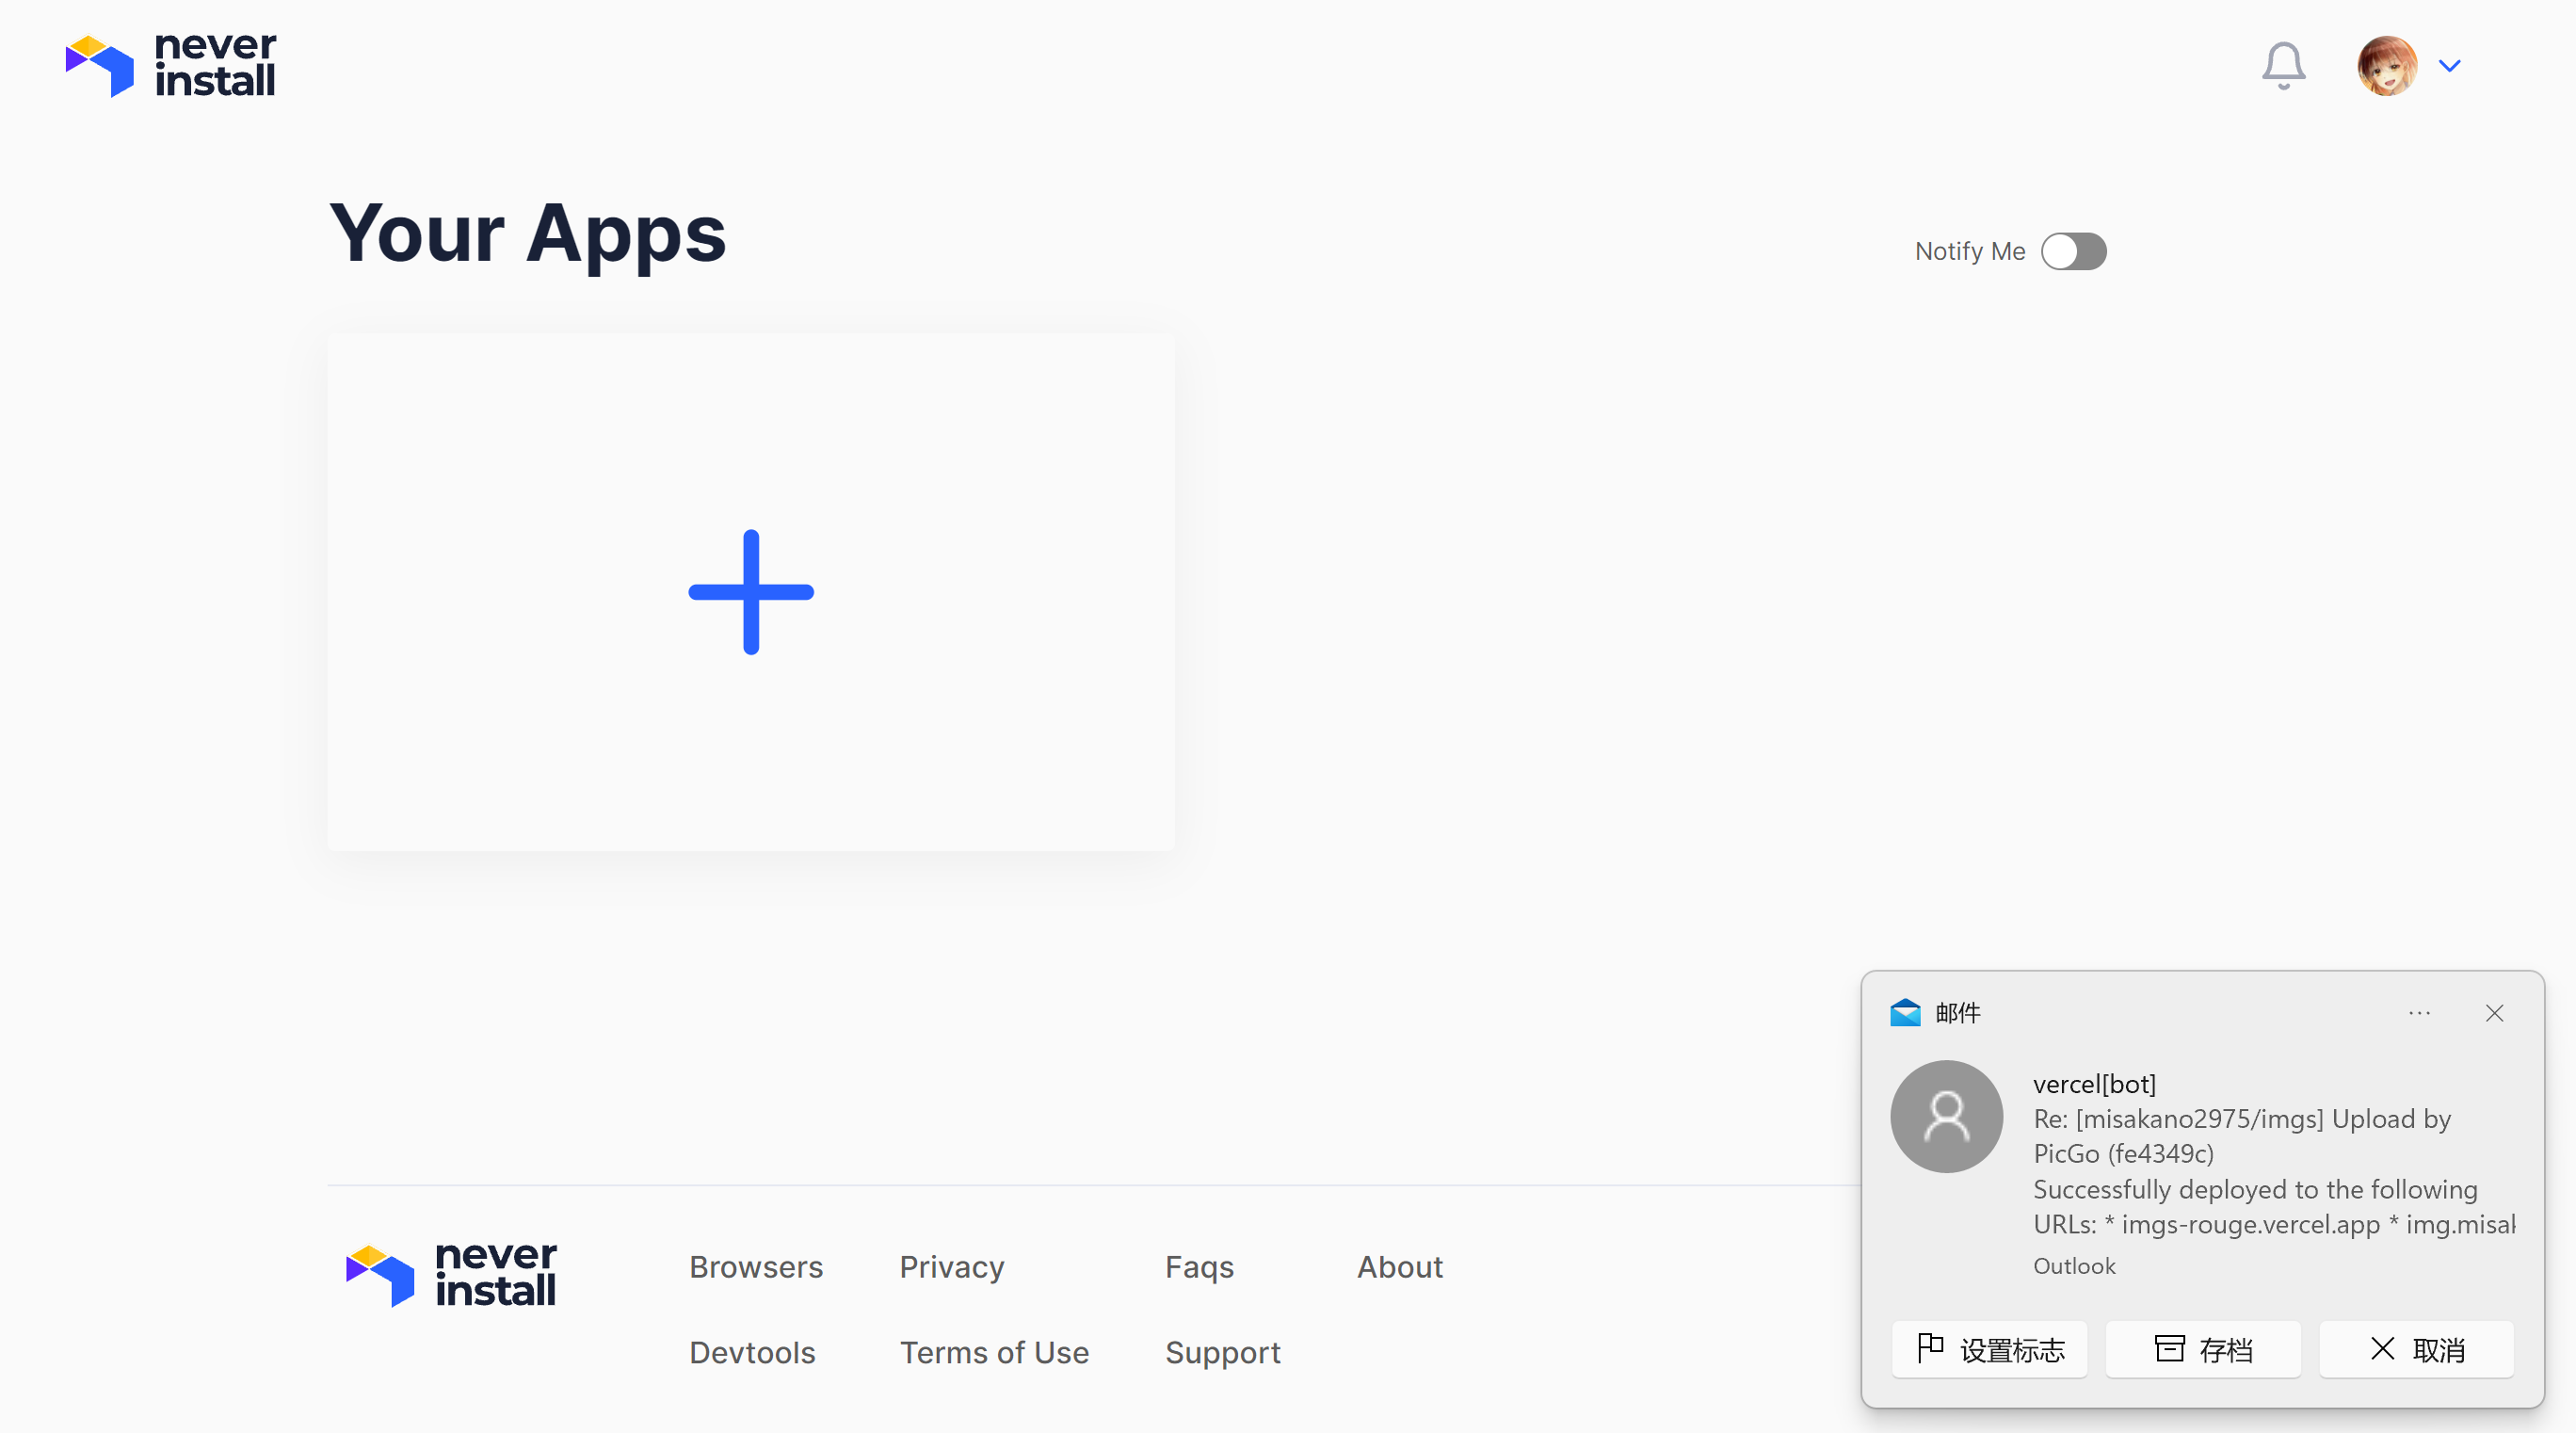 never
install
Your Apps
Notify Me
邮件
vercel[bot]
Re: [misakano2975/imgs] Upload by
PicGo (fe4349c)
Successfully deployed to the following
URLs: * imgs-rouge.vercel.app * img.misak
Outlook
设置标志
存档
取消
never
install
Browsers
Privacy
Faqs
About
Devtools
Terms of Use
Support